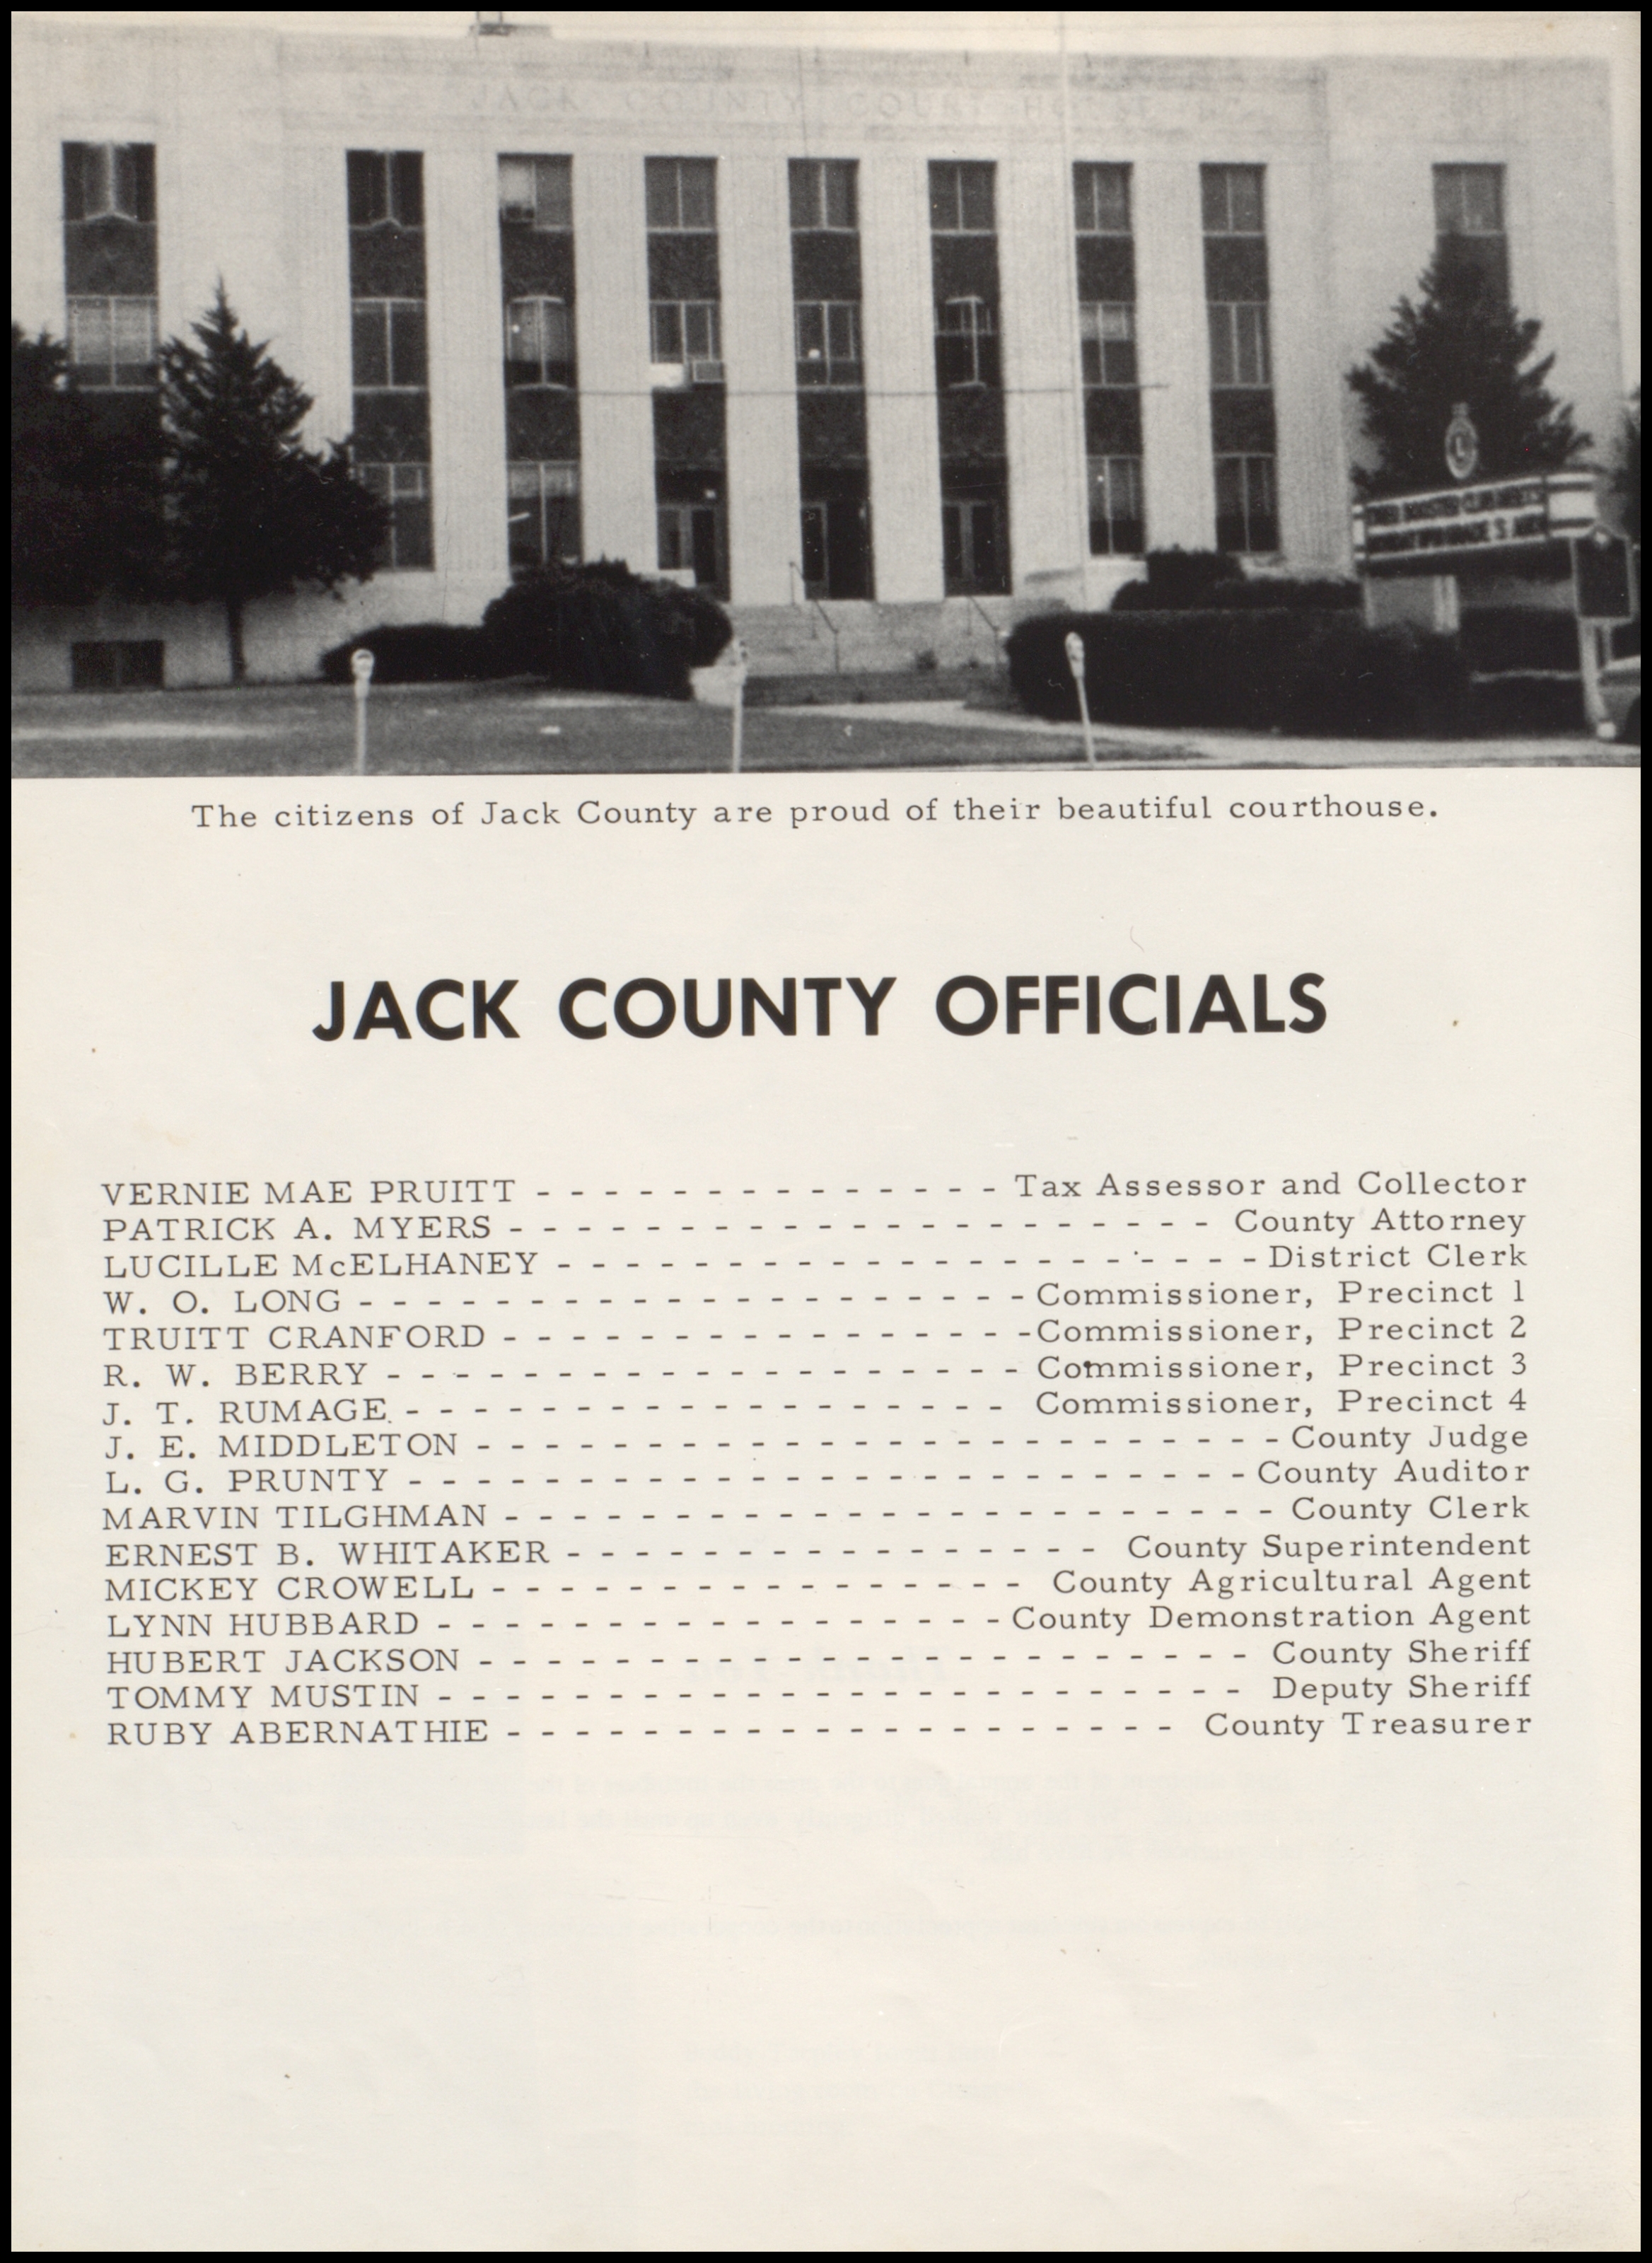 JACK COUNTY COURT HOUSE
L
The citizens of Jack County are proud of their beautiful courthouse.
JACK COUNTY OFFICIALS
VERNIE MAE PRUITT - - - - - - - - - - - - - - Tax Assessor and Collector
PATRICK A. MYERS - - - - - - - - - - - - - - - - - - - - - County Attorney
LUCILLE McELHANEY - - - - - - - - - - - - - - - - - - - - - District Clerk
W. O. LONG - - - - - - - - - - - - - - - - - - - - Commissioner, Precinct 1
TRUITT CRANFORD - - - - - - - - - - - - - - - -Commissioner, Precinct 2
R. W. BERRY - - - - - - - - - - - - - - - - - - - Commissioner, Precinct 3
J. T. RUMAGE - - - - - - - - - - - - - - - - - - Commissioner, Precinct 4
J. E. MIDDLETON - - - - - - - - - - - - - - - - - - - - - - - - County Judge
L. G. PRUNTY - - - - - - - - - - - - - - - - - - - - - - - - - County Auditor
MARVIN TILGHMAN - - - - - - - - - - - - - - - - - - - - - - - County Clerk
ERNEST B. WHITAKER - - - - - - - - - - - - - - - - County Superintendent
MICKEY CROWELL - - - - - - - - - - - - - - - - County Agricultural Agent
LYNN HUBBARD - - - - - - - - - - - - - - - - - County Demonstration Agent
HUBERT JACKSON - - - - - - - - - - - - - - - - - - - - - - - County Sheriff
TOMMY MUSTIN - - - - - - - - - - - - - - - - - - - - - - - - Deputy Sheriff
RUBY ABERNATHIE - - - - - - - - - - - - - - - - - - - - County Treasurer